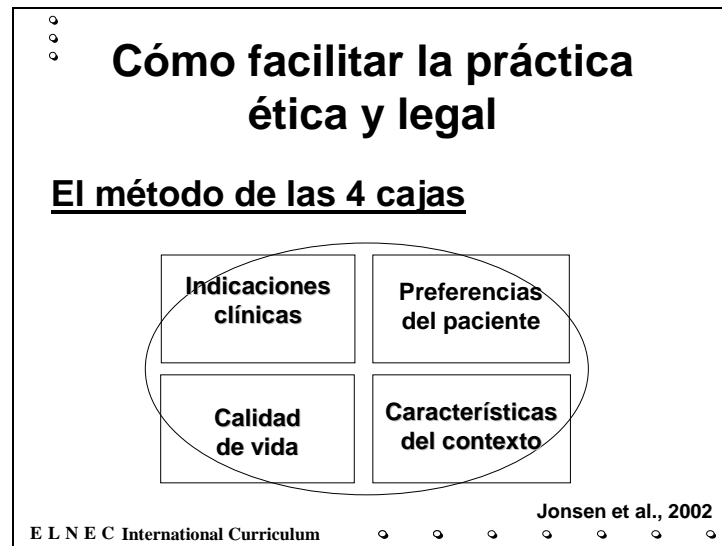 Cómo facilitar la práctica
ética y legal
El método de las 4 cajas
Indicaciones
clínicas
Preferencias
del paciente
Calidad
de vida
Características
del contexto
Jonsen et al., 2002
E L N E C International Curriculum